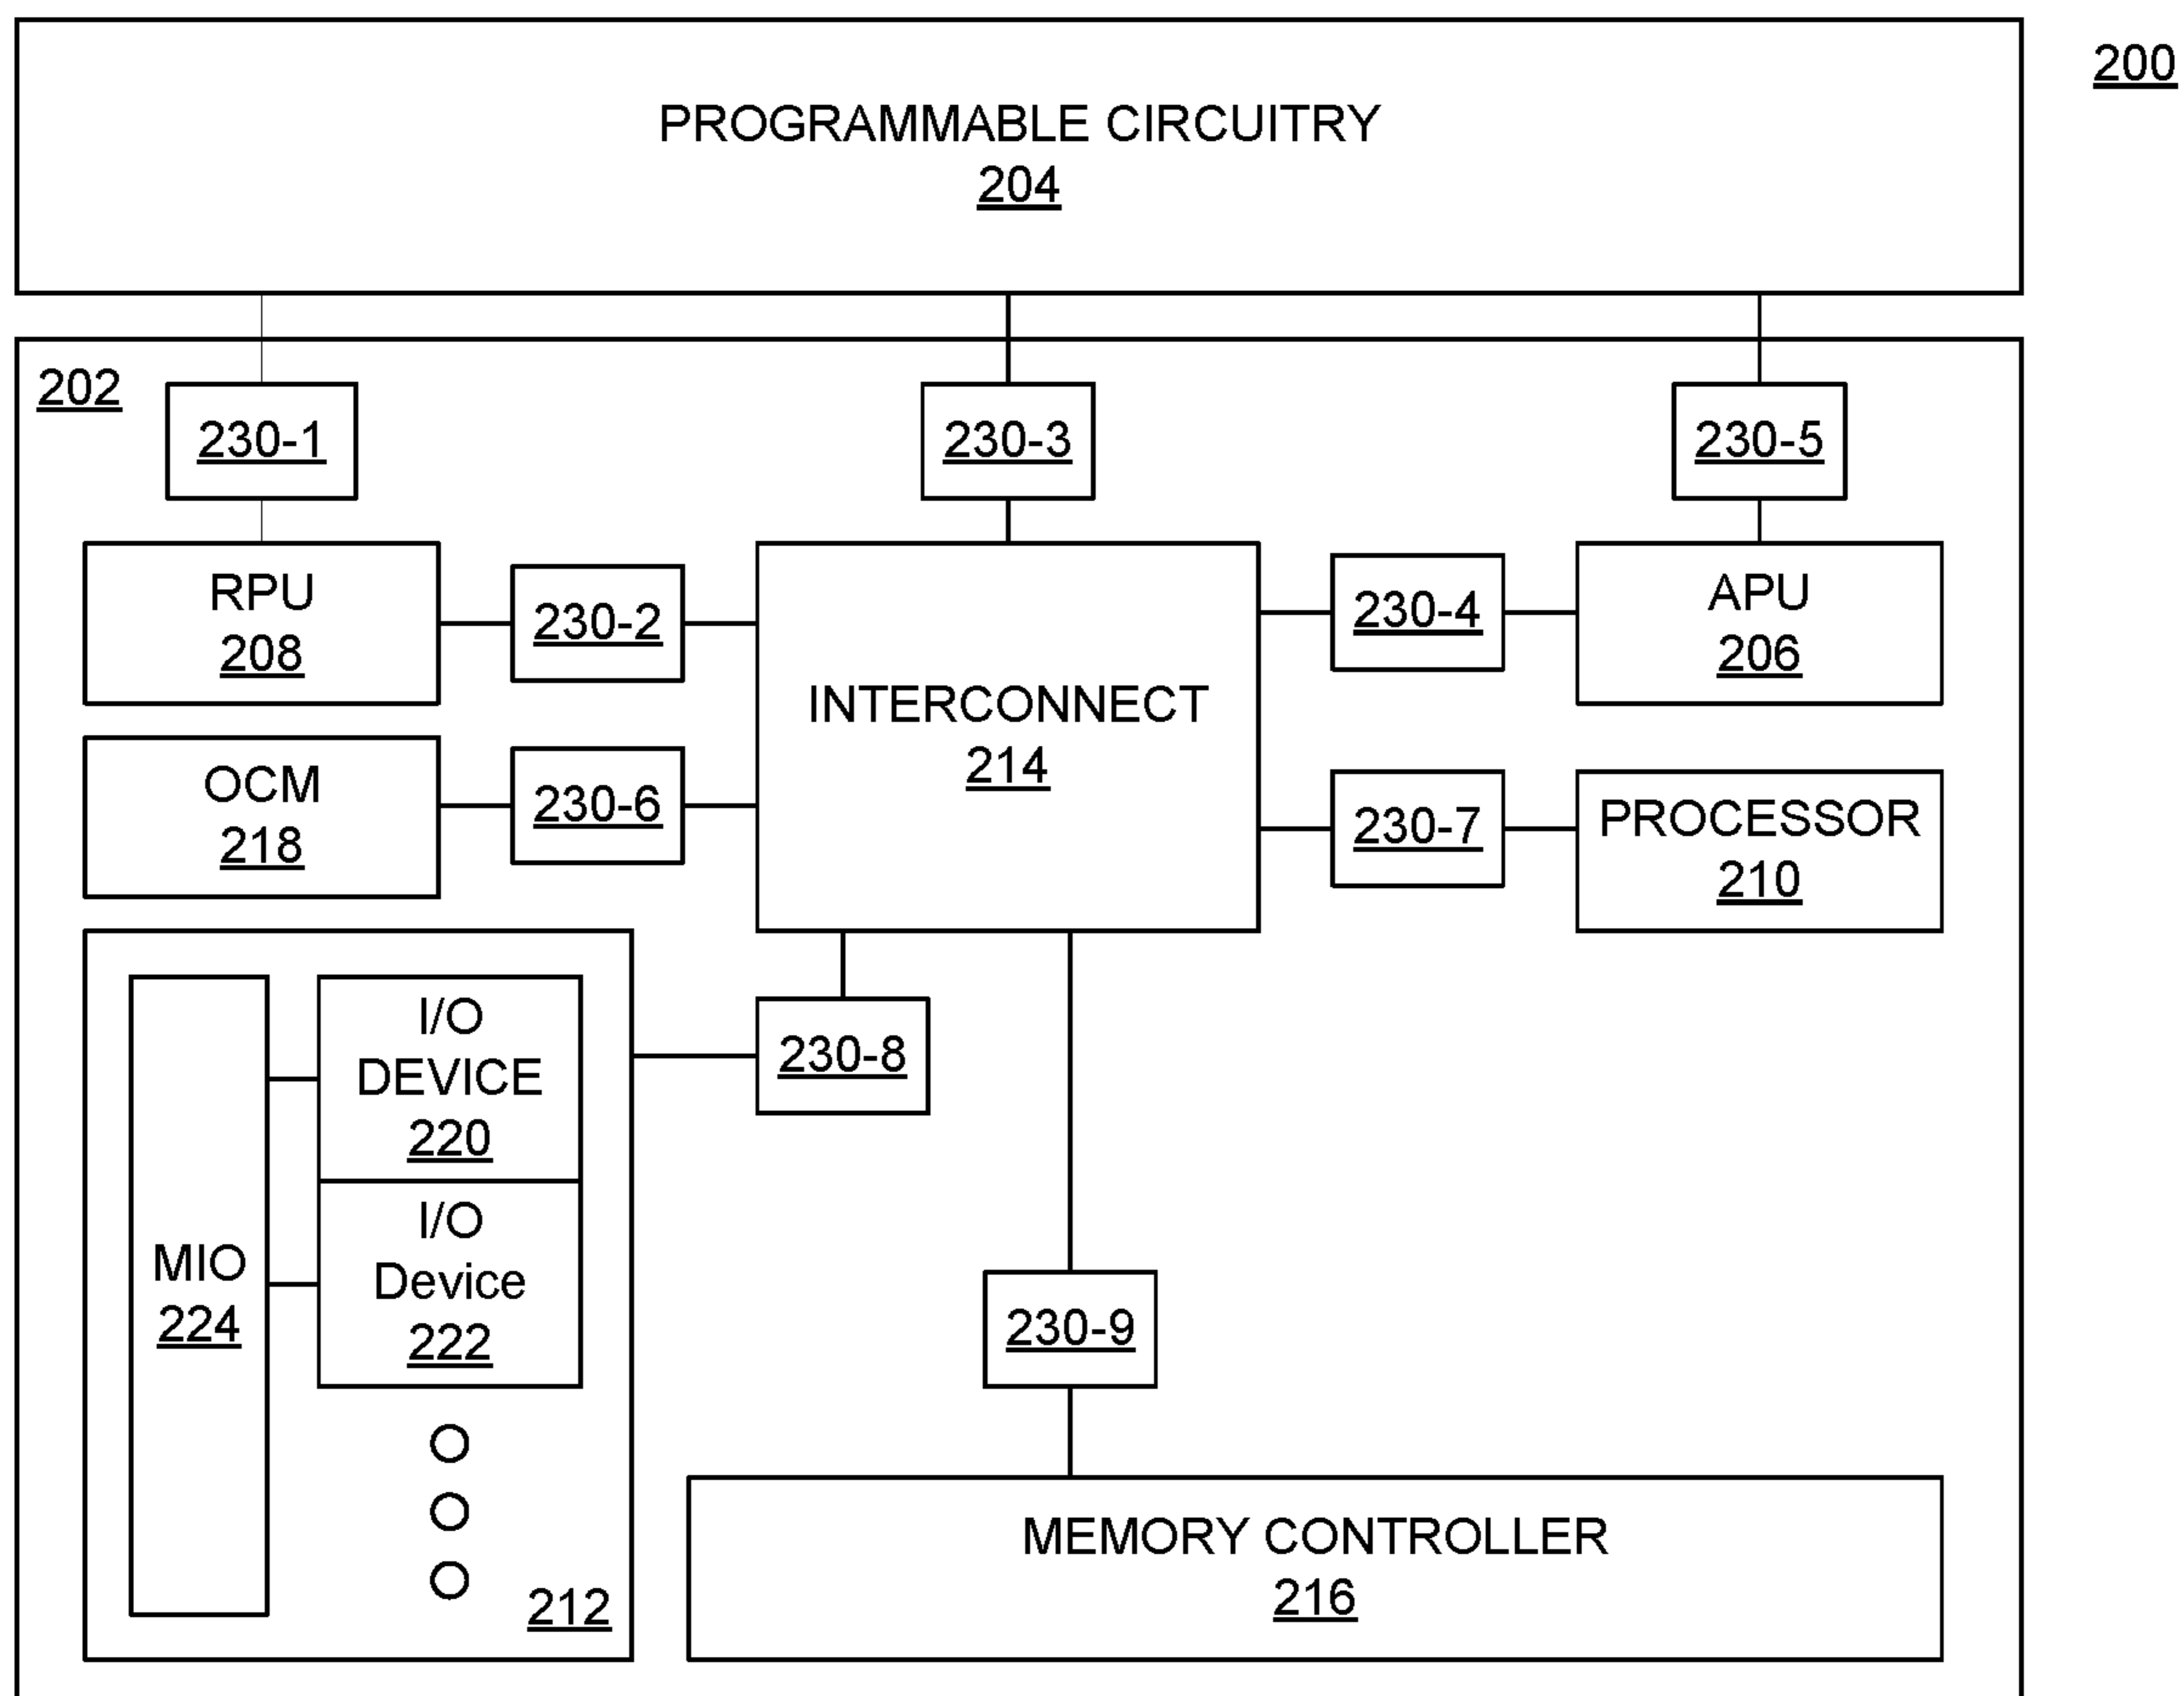 200
PROGRAMMABLE CIRCUITRY
204
202
230-1
230-3
230-5
RPU
208
230-2
INTERCONNECT
214
230-4
APU
206
OCM
218
230-6
230-7
PROCESSOR
210
MIO
224
I/O
DEVICE
220
I/O
Device
222
212
230-8
230-9
MEMORY CONTROLLER
216